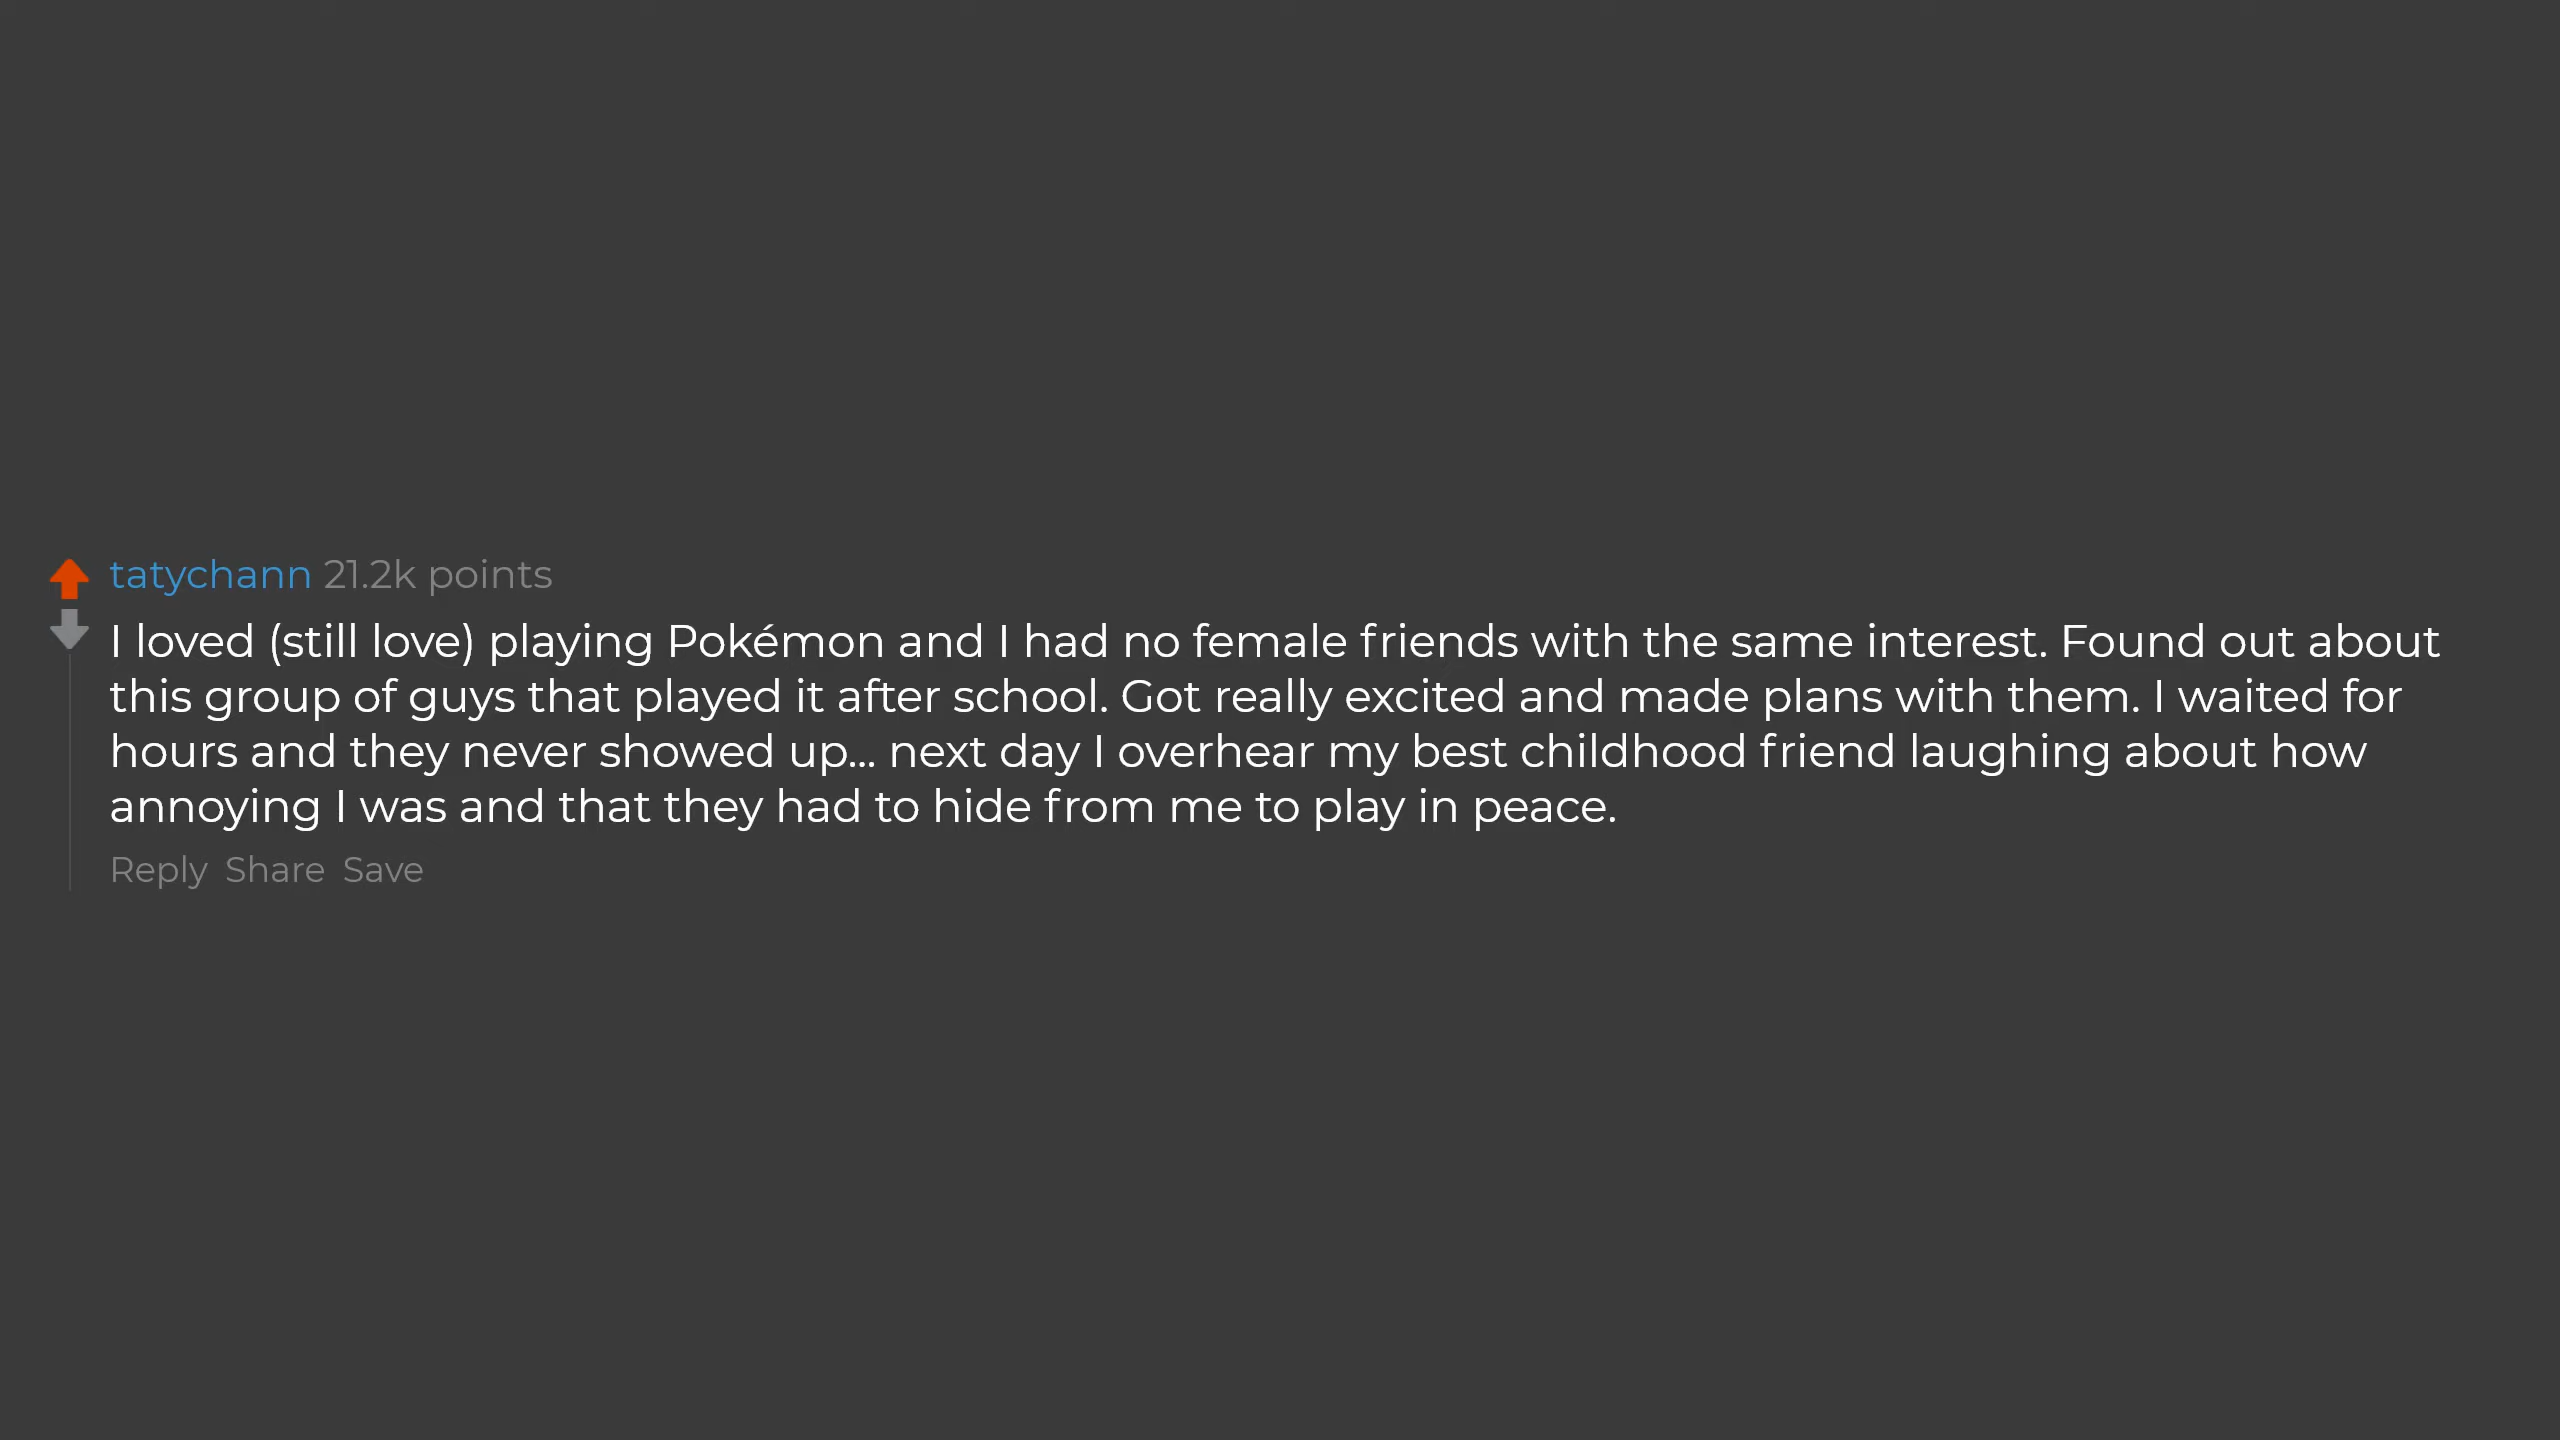 tatychann 21.2k points
I loved (still love) playing Pokémon and I had no female friends with the same interest. Found out about
this group of guys that played it after school. Got really excited and made plans with them. I waited for
hours and they never showed up... next day I overhear my best childhood friend laughing about how
annoying I was and that they had to hide from me to play in peace.
Reply Share Save